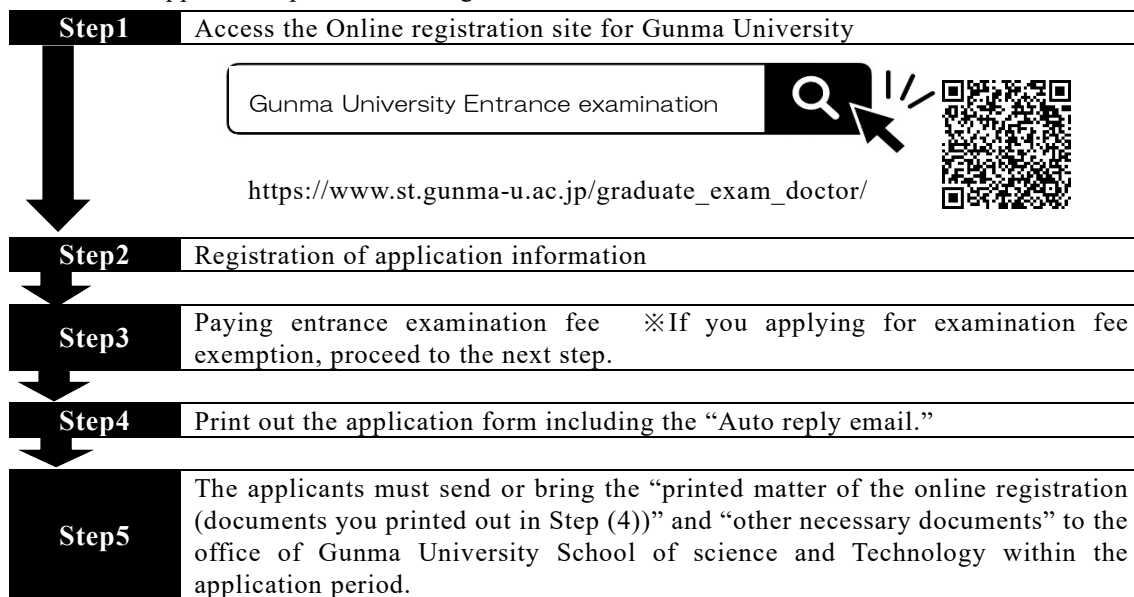 Step1 Access the Online registration site for Gunma University
Gunma University Entrance examination
https://www.st.gunma-u.ac.jp/graduate_exam_doctor/
Step2 Registration of application information
Step3 Paying entrance examination fee ※If you applying for examination fee
exemption, proceed to the next step.
Step4 Print out the application form including the “Auto reply email.”
Step5 The applicants must send or bring the “printed matter of the online registration
(documents you printed out in Step (4))” and “other necessary documents” to the
office of Gunma University School of science and Technology within the
application period.